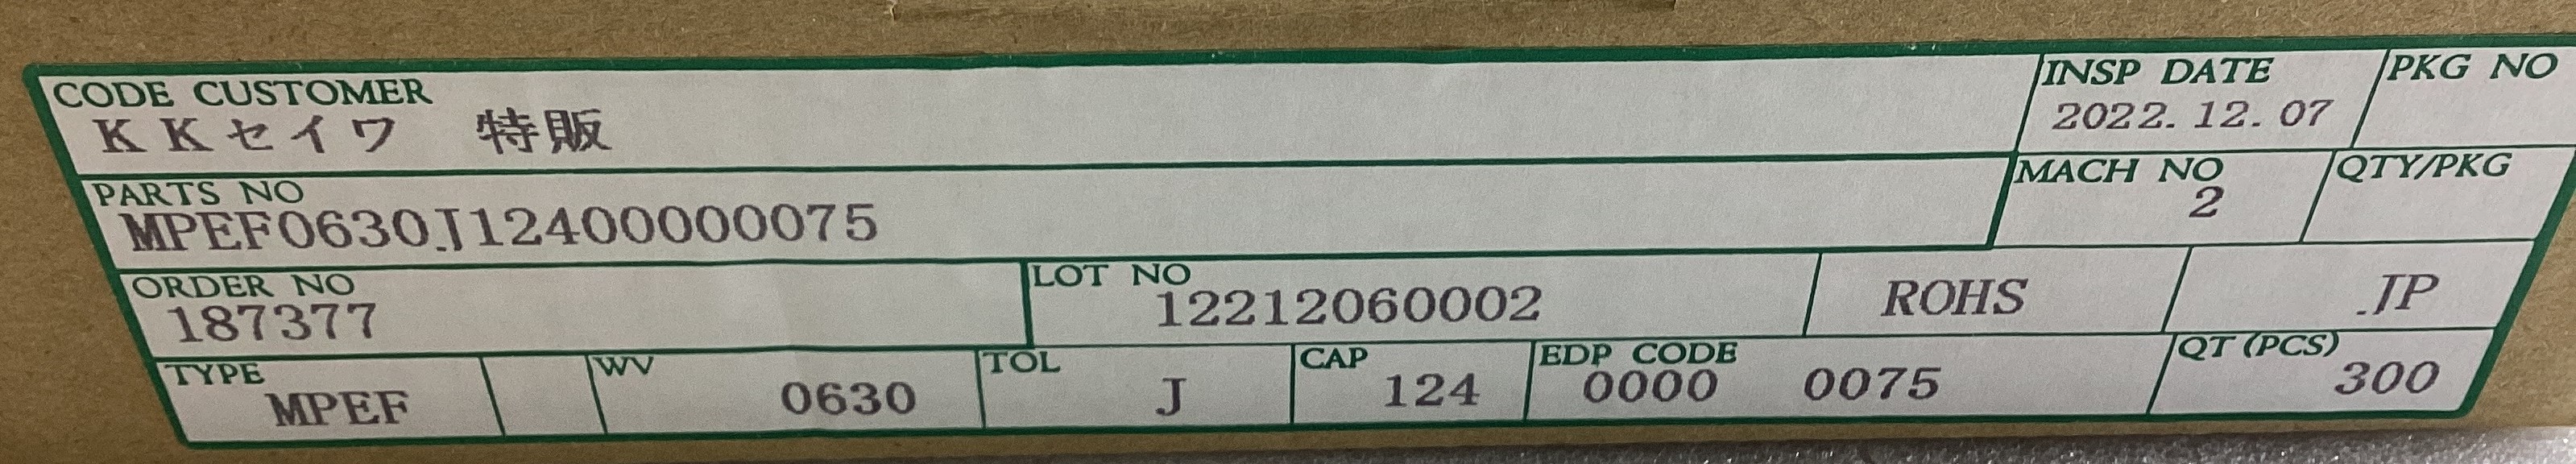 CODE CUSTOMER
KKセイワ 特販
INSP DATE
2022.12.07
PKG NO
PARTS NO
MPEF0630J12400000075
MACH NO
2
QTY/PKG
ORDER NO
187377
LOT NO
12212060002
ROHS
JP
TYPE
MPEF
WV
0630
TOL
J
CAP
124
EDP CODE
0000 0075
QT (PCS)
300